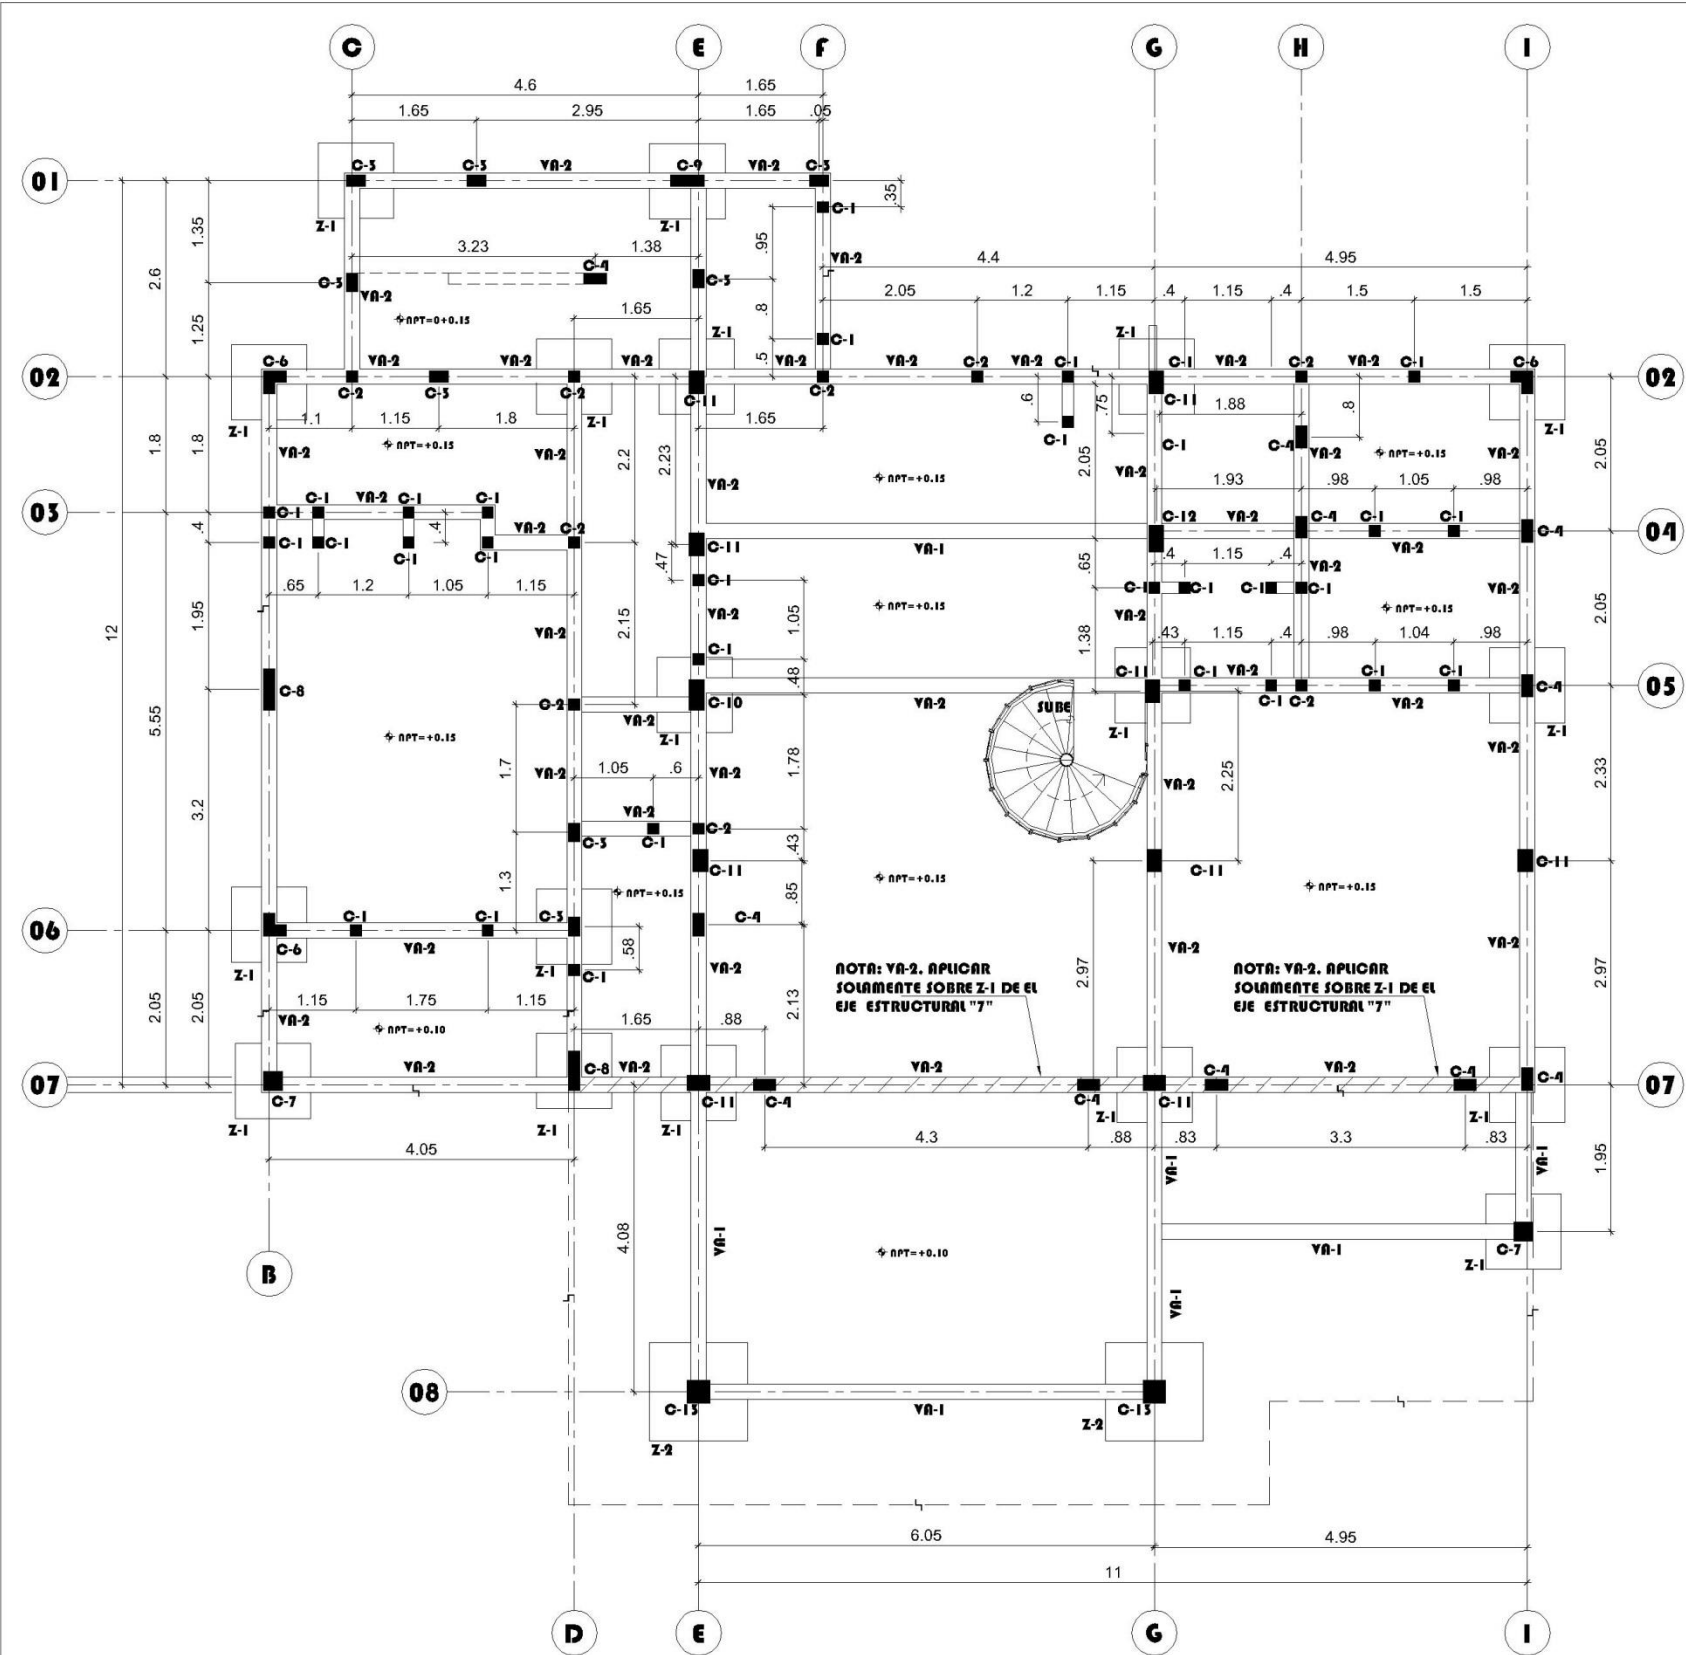 C E F G H I
4.6 1.65
1.65 2.95 1.65 .05
C-3 C-3 VA-2 C-9 VA-2 C-3
01
.35
C-1
Z-1 Z-1
1.35 3.23 1.38 .95
2.6
C-4 VA-2 4.4 4.95
C-3 VA-2 C-3
2.05 1.2 1.15 .4 1.15 .4 1.5 1.5
NPT=0+0.15 1.65 .8
1.25 Z-1 C-1 Z-1
C-6 VA-2 VA-2 VA-2 VA-2 VA-2 C-2 VA-2 C-1 C-1 VA-2 C-2 VA-2 C-1 C-6
.5
02 02
C-2 C-3 C-2 C-11 C-2 .6 .75 C-11 .8
1.1 1.15 1.8 1.65 1.88
Z-1 Z-1 C-1 Z-1
NPT=+0.15 C-1 C-4
1.8 1.8 VA-2 VA-2 2.2 2.23 2.05 VA-2 NPT=+0.15 VA-2 2.05
VA-2 NPT=+0.15 VA-2
1.93 .98 1.05 .98
C-1 VA-2 C-1 C-1
03 C-1 C-12 VA-2 C-4 C-1 C-1
.4 .4 VA-2 C-2 04
C-4
C-1 C-1 C-1 C-1 C-11 VA-1 VA-2
.47 .4 1.15 .4 VA-2
.65 1.2 1.05 1.15 C-1 .65 C-1 C-1 C-1 C-1 VA-2
1.95 VA-2 1.05 NPT=+0.15 VA-2 NPT=+0.15 2.05
12 VA-2 2.15 1.38 .43 1.15 .4 .98 1.04 .98
C-1 .48 C-11 C-1 VA-2 C-1 C-1
C-8 05
C-4
C-2 C-10 VA-2 C-1 C-2 VA-2
SUBE
5.55 VA-2 Z-1 Z-1 Z-1
NPT=+0.15 VA-2
1.7 VA-2 1.05 .6 VA-2 1.78 VA-2 2.25 2.33
3.2 VA-2
C-3 C-1 C-2
.43
C-11 C-11 C-11
1.3 NPT=+0.15 .85 NPT=+0.15 NPT=+0.15
C-1 C-1 C-3 C-4
06
C-6 VA-2 .58 VA-2 VA-2 VA-2
Z-1 Z-1 C-1 2.97 2.97
NOTA: VA-2. APLICAR
SOLAMENTE SOBRE Z-1 DE EL
EJE ESTRUCTURAL "7"
NOTA: VA-2. APLICAR
SOLAMENTE SOBRE Z-1 DE EL
EJE ESTRUCTURAL "7"
2.05 2.05 1.15 1.75 1.15 2.13
VA-2 NPT=+0.10 1.65 .88
VA-2 C-8 VA-2 VA-2 C-4 VA-2 C-4 C-4
07 07
C-7 C-11 C-4 C-4 C-11
Z-1 Z-1 Z-1 Z-1 Z-1
4.3 .88 .83 3.3 .83
4.05 VA-1 VA-1 1.95
4.08 VA-1 NPT=+0.10 VA-1 C-7
Z-1
B
VA-1
08
C-13 VA-1 C-13
Z-2 Z-2
6.05 4.95
11
D E G I